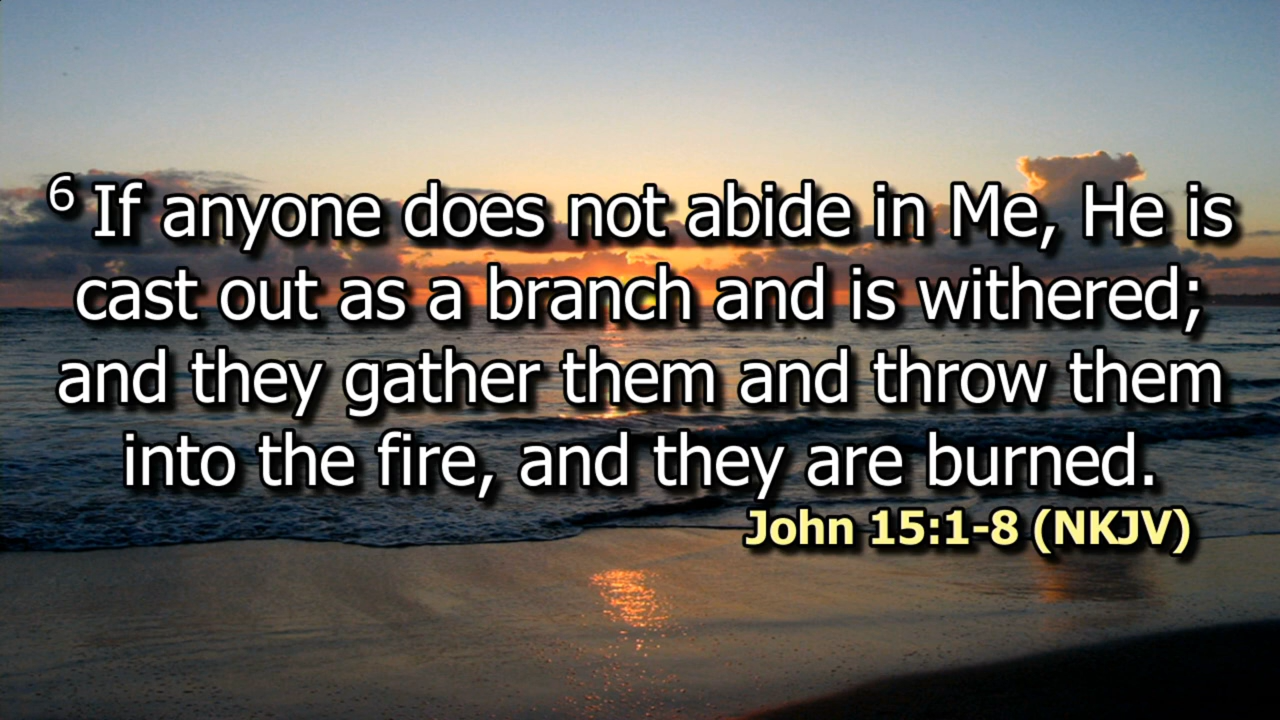 6 If anyone does not abide in Me, He is
cast out as a branch and is withered;
and they gather them and throw them
into the fire, and they are burned.
John 15:1-8 (NKJV)